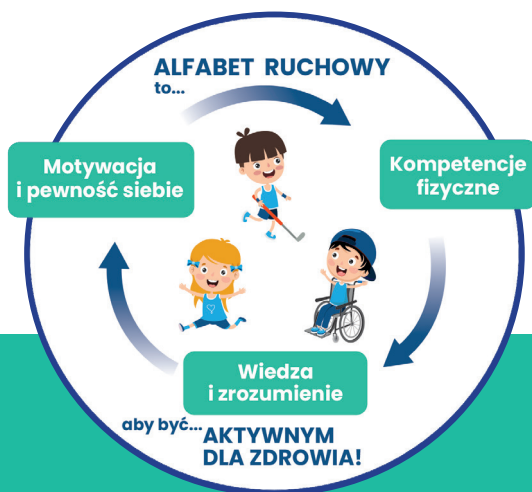 ALFABET RUCHOWY
to...
Motywacja
i pewność siebie
Kompetencje
fizyczne
Wiedza
i zrozumienie
aby być...
AKTYWNYM
DLA ZDROWIA!